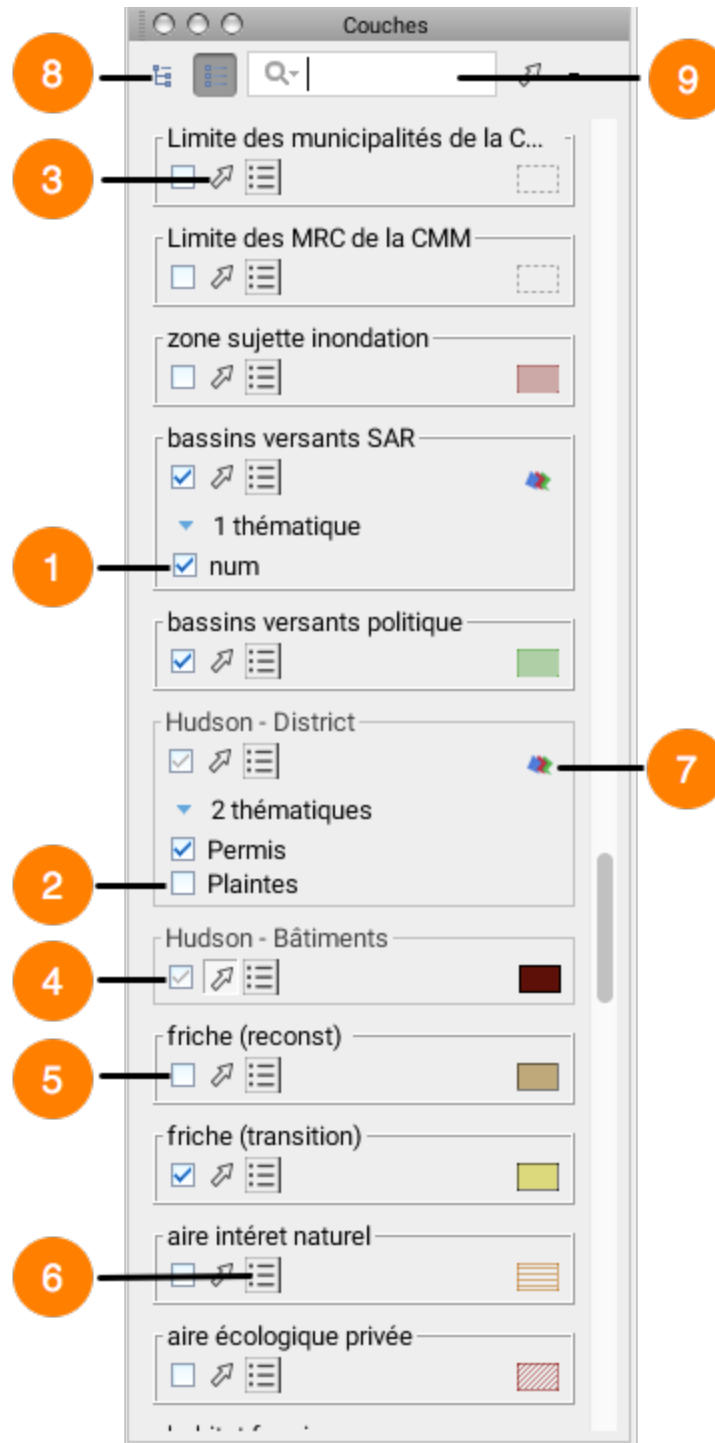 Couches
8
9
Limite des municipalités de la C...
3
Limite des MRC de la CMM
zone sujette inondation
bassins versants SAR
1 thématique
1
num
bassins versants politique
Hudson - District
7
2 thématiques
Permis
2
Plaintes
Hudson - Bâtiments
4
friche (reconst)
5
friche (transition)
aire intéret naturel
6
aire écologique privée